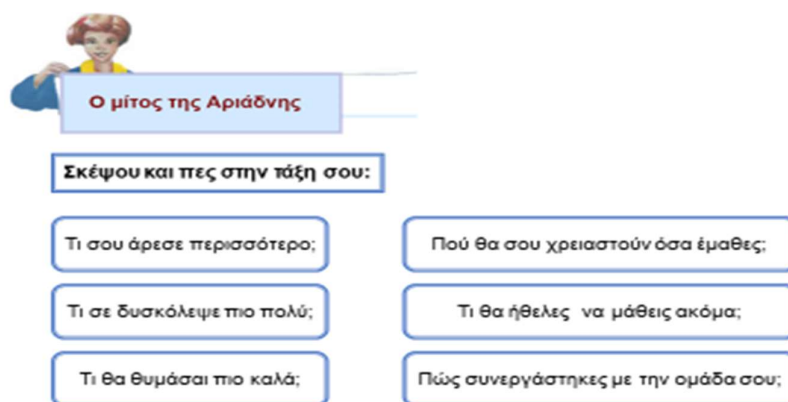 Ο μίτος της Αριάδνης
Σκέψου και πες στην τάξη σου:
Τι σου άρεσε περισσότερο;
Πού θα σου χρειαστούν όσα έμαθες;
Τι σε δυσκόλεψε πιο πολύ;
Τι θα ήθελες να μάθεις ακόμα;
Τι θα θυμάσαι πιο καλά;
Πώς συνεργάστηκες με την ομάδα σου;